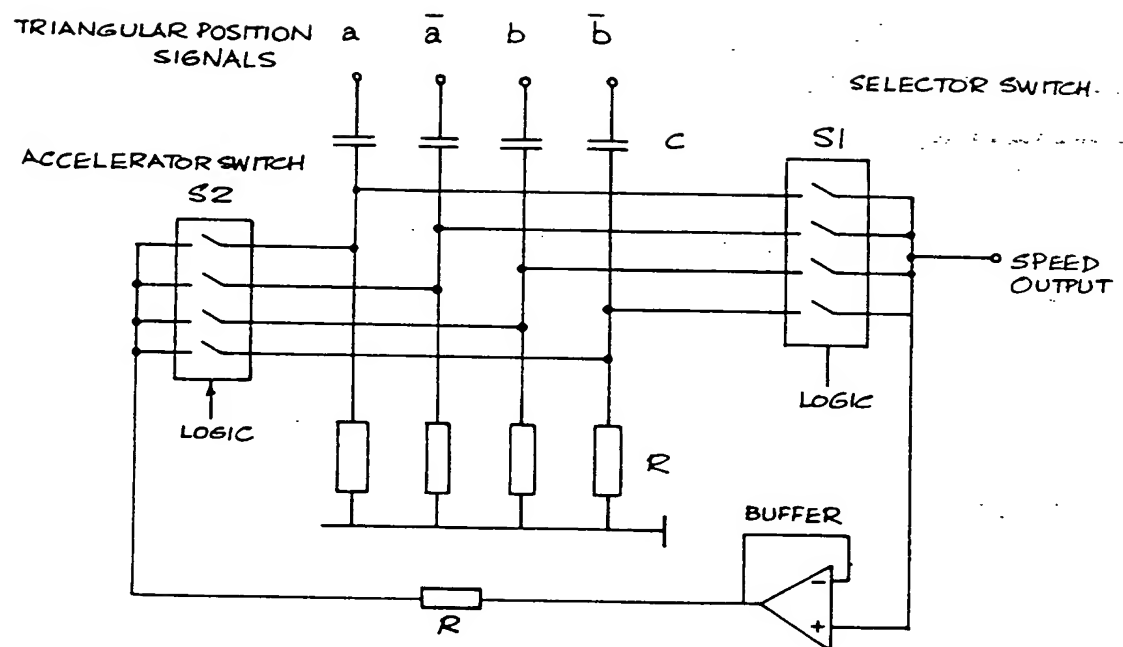 TRIANGULAR POSITION
SIGNALS
a a̅ b b̅
SELECTOR SWITCH
C
S1
ACCELERATOR SWITCH
S2
SPEED
OUTPUT
LOGIC
LOGIC
R
BUFFER
−
+
R